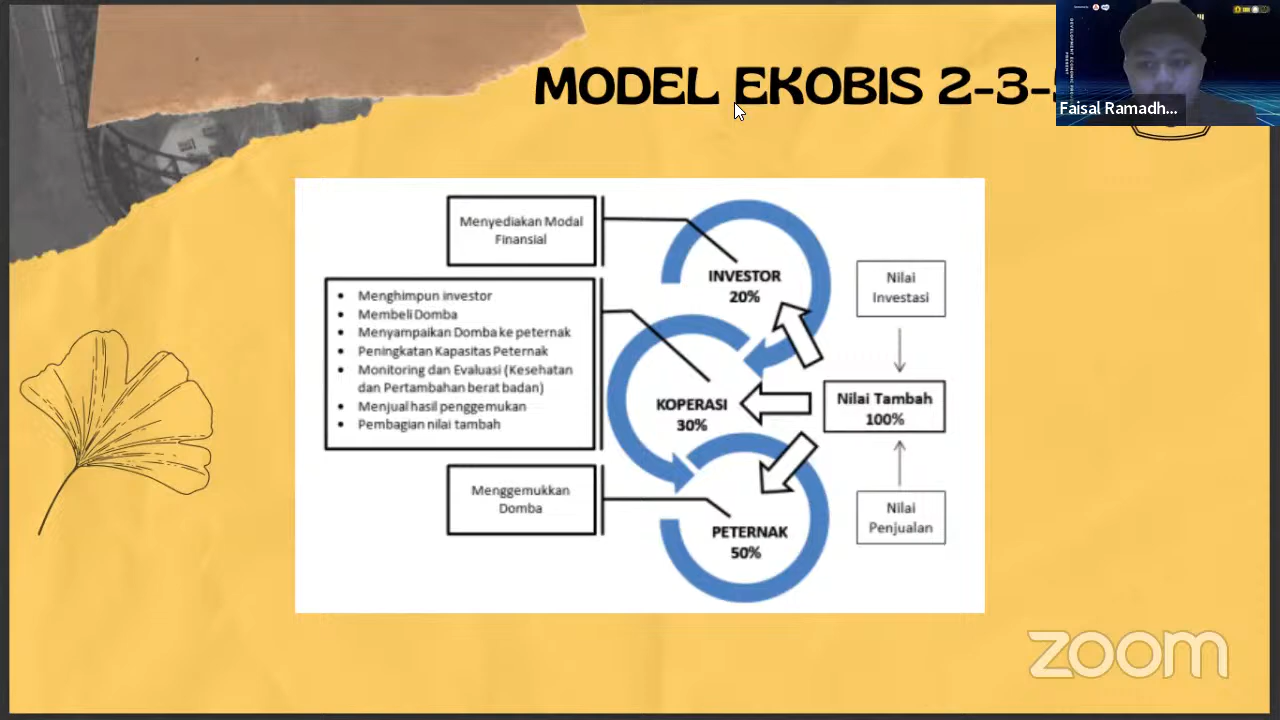 MODEL EKOBIS 2-3-
Faisal Ramadh...
Menyediakan Modal
Finansial
INVESTOR
20%
Nilai
Investasi
• Menghimpun investor
• Membeli Domba
• Menyampaikan Domba ke peternak
• Peningkatan Kapasitas Peternak
• Monitoring dan Evaluasi (Kesehatan
dan Pertambahan berat badan)
• Menjual hasil penggemukan
• Pembagian nilai tambah
KOPERASI
30%
Nilai Tambah
100%
Menggemukkan
Domba
PETERNAK
50%
Nilai
Penjualan
zoom